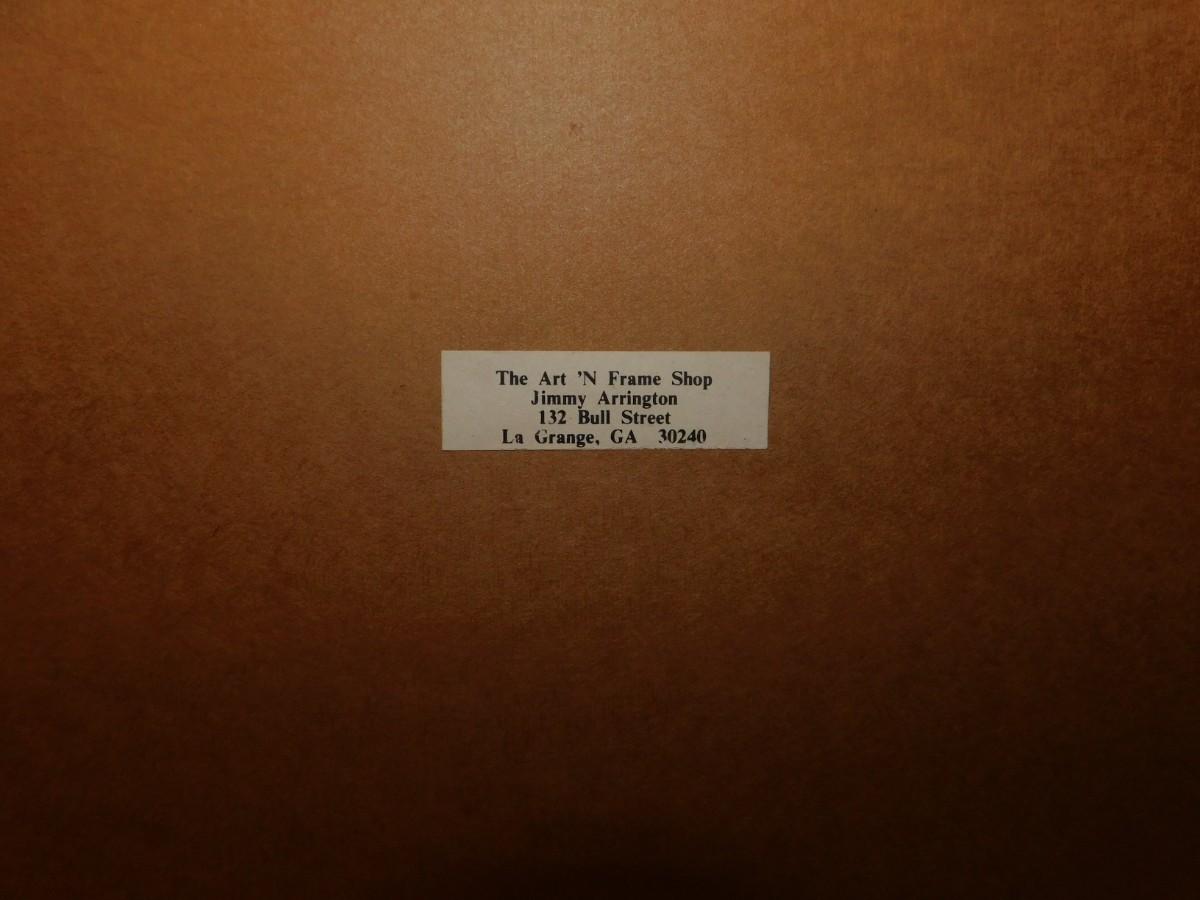 The Art 'N Frame Shop
Jimmy Arrington
132 Bull Street
La Grange, GA 30240